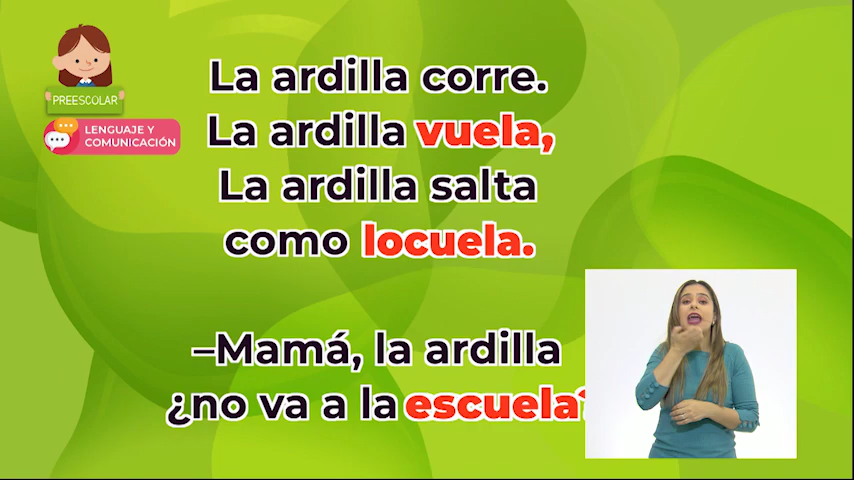 PREESCOLAR
LENGUAJE Y
COMUNICACIÓN
La ardilla corre.
La ardilla vuela,
La ardilla salta
como locuela.
–Mamá, la ardilla
¿no va a la escuela?